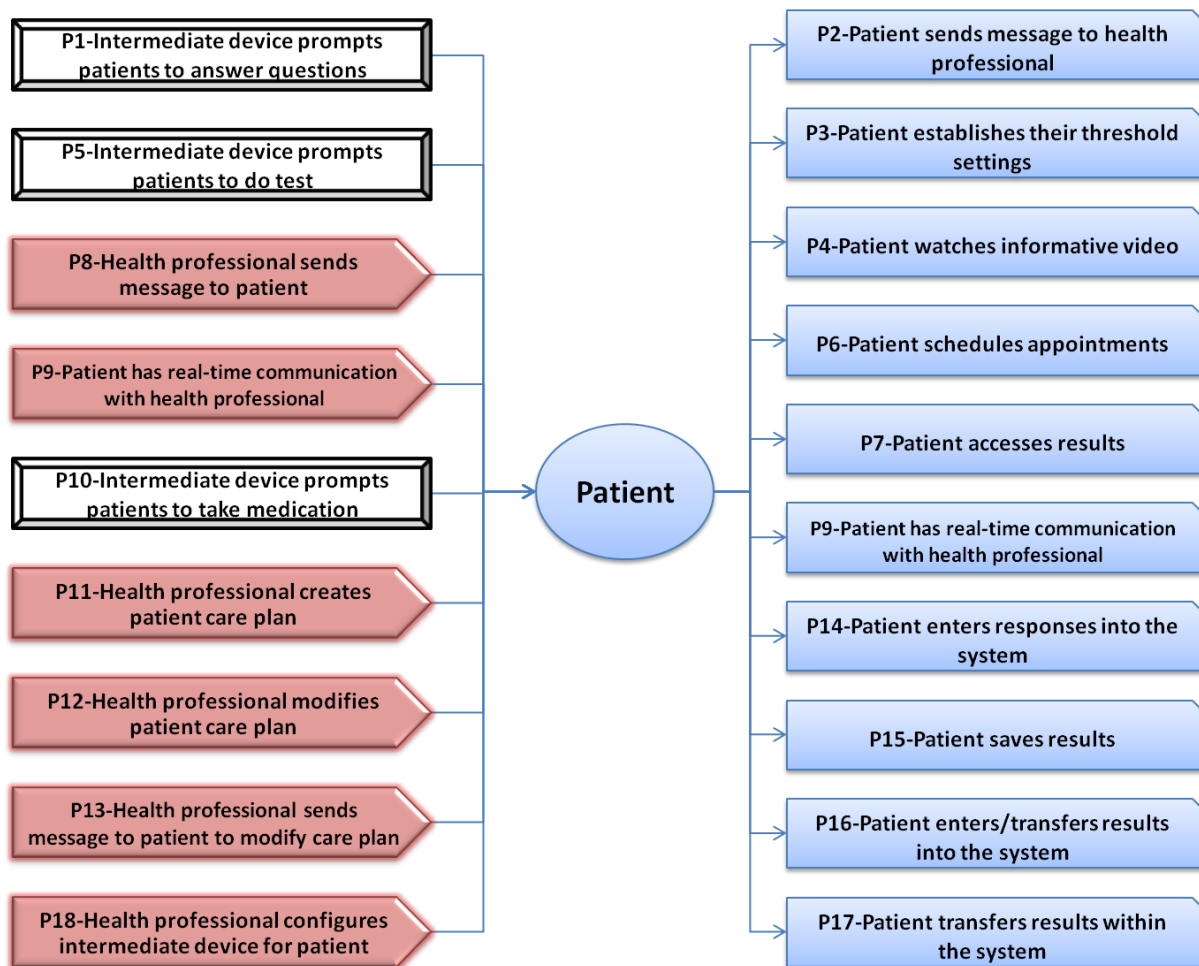 P1-Intermediate device prompts
patients to answer questions
P5-Intermediate device prompts
patients to do test
P8-Health professional sends
message to patient
P9-Patient has real-time communication
with health professional
P10-Intermediate device prompts
patients to take medication
P11-Health professional creates
patient care plan
P12-Health professional modifies
patient care plan
P13-Health professional sends
message to patient to modify care plan
P18-Health professional configures
intermediate device for patient
Patient
P2-Patient sends message to health
professional
P3-Patient establishes their threshold
settings
P4-Patient watches informative video
P6-Patient schedules appointments
P7-Patient accesses results
P9-Patient has real-time communication
with health professional
P14-Patient enters responses into the
system
P15-Patient saves results
P16-Patient enters/transfers results
into the system
P17-Patient transfers results within
the system